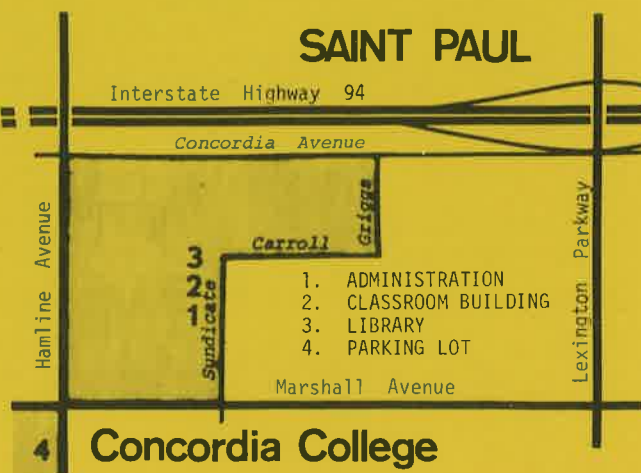 SAINT PAUL
Interstate Highway 94
Concordia Avenue
Hamline Avenue
Griggs
Lexington Parkway
Carroll
3
2
1
Syndicate
1. ADMINISTRATION
2. CLASSROOM BUILDING
3. LIBRARY
4. PARKING LOT
Marshall Avenue
4
Concordia College